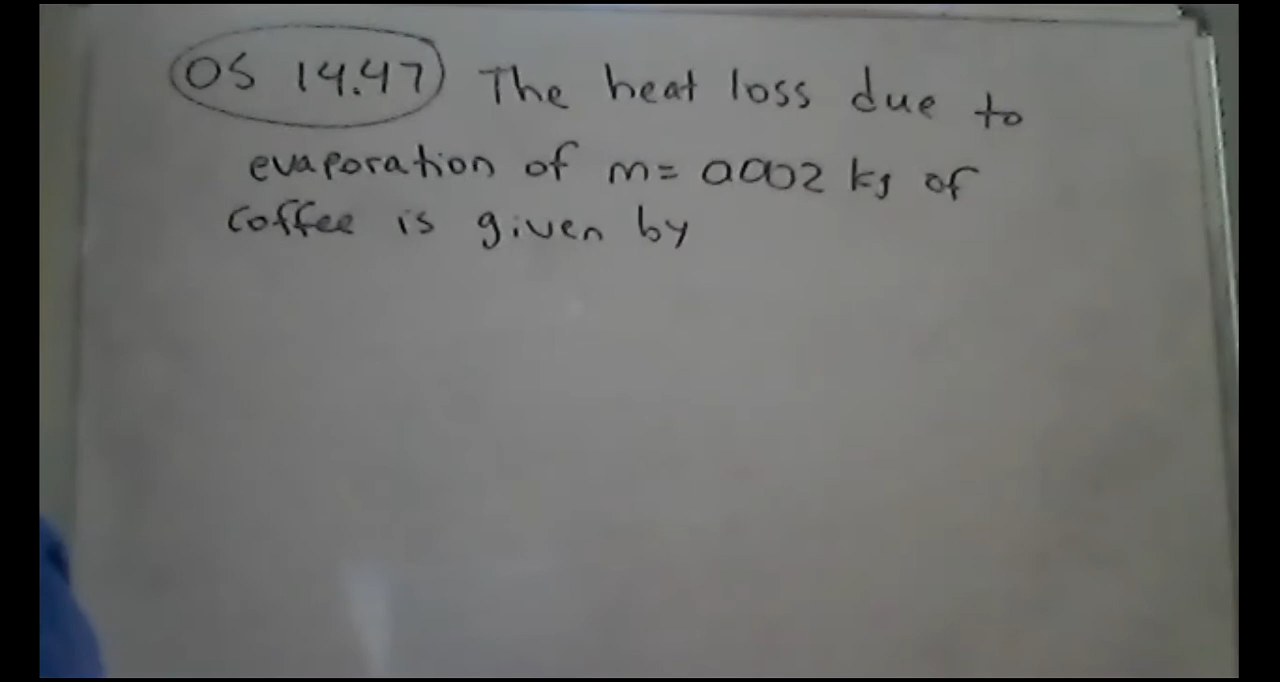 OS 14.47 The heat loss due to
evaporation of m= 0.002 kg of
coffee is given by